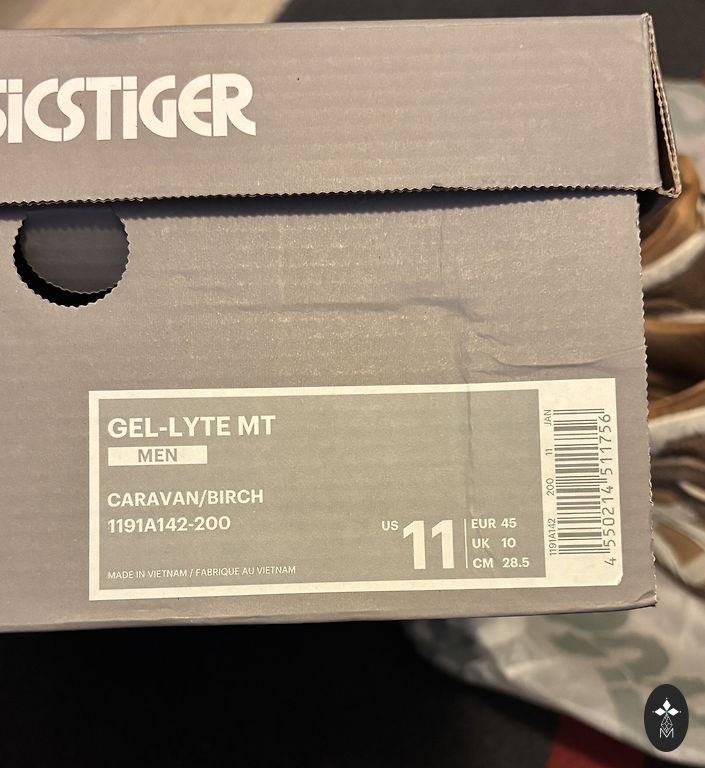 SICSTIGER
GEL-LYTE MT
MEN
CARAVAN/BIRCH
1191A142-200
US 11
EUR 45
UK 10
CM 28.5
MADE IN VIETNAM / FABRIQUE AU VIETNAM
1191A142 200 11 JAN
4 550214 511756
M